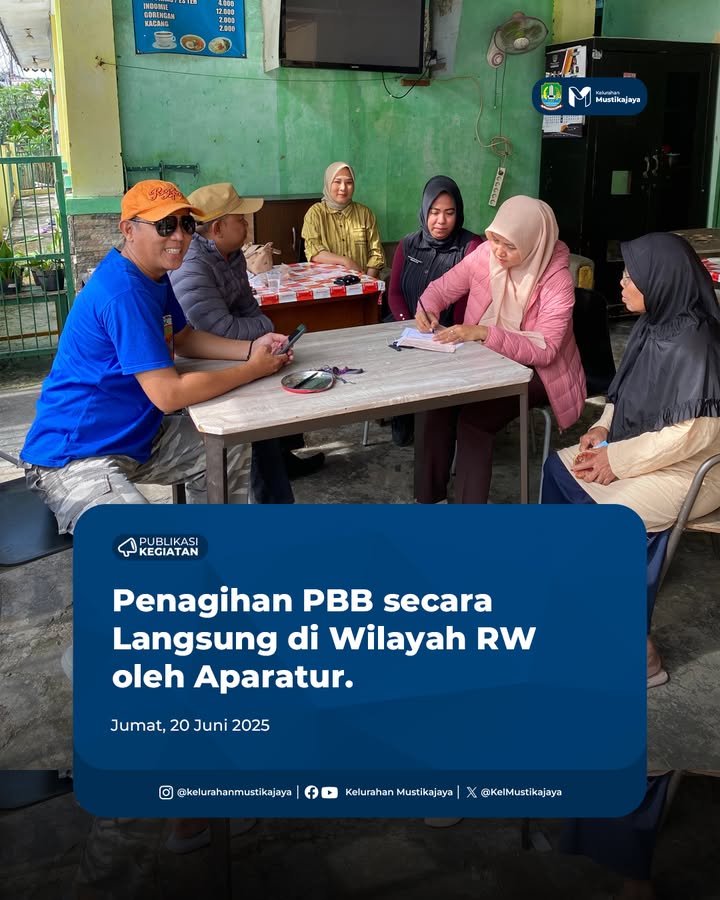 INDOMIE
GORENGAN
KACANG
4.000
12.000
2.000
2.000
Kelurahan
Mustikajaya
PUBLIKASI
KEGIATAN
Penagihan PBB secara
Langsung di Wilayah RW
oleh Aparatur.
Jumat, 20 Juni 2025
@kelurahanmustikajaya | Kelurahan Mustikajaya | @KelMustikajaya